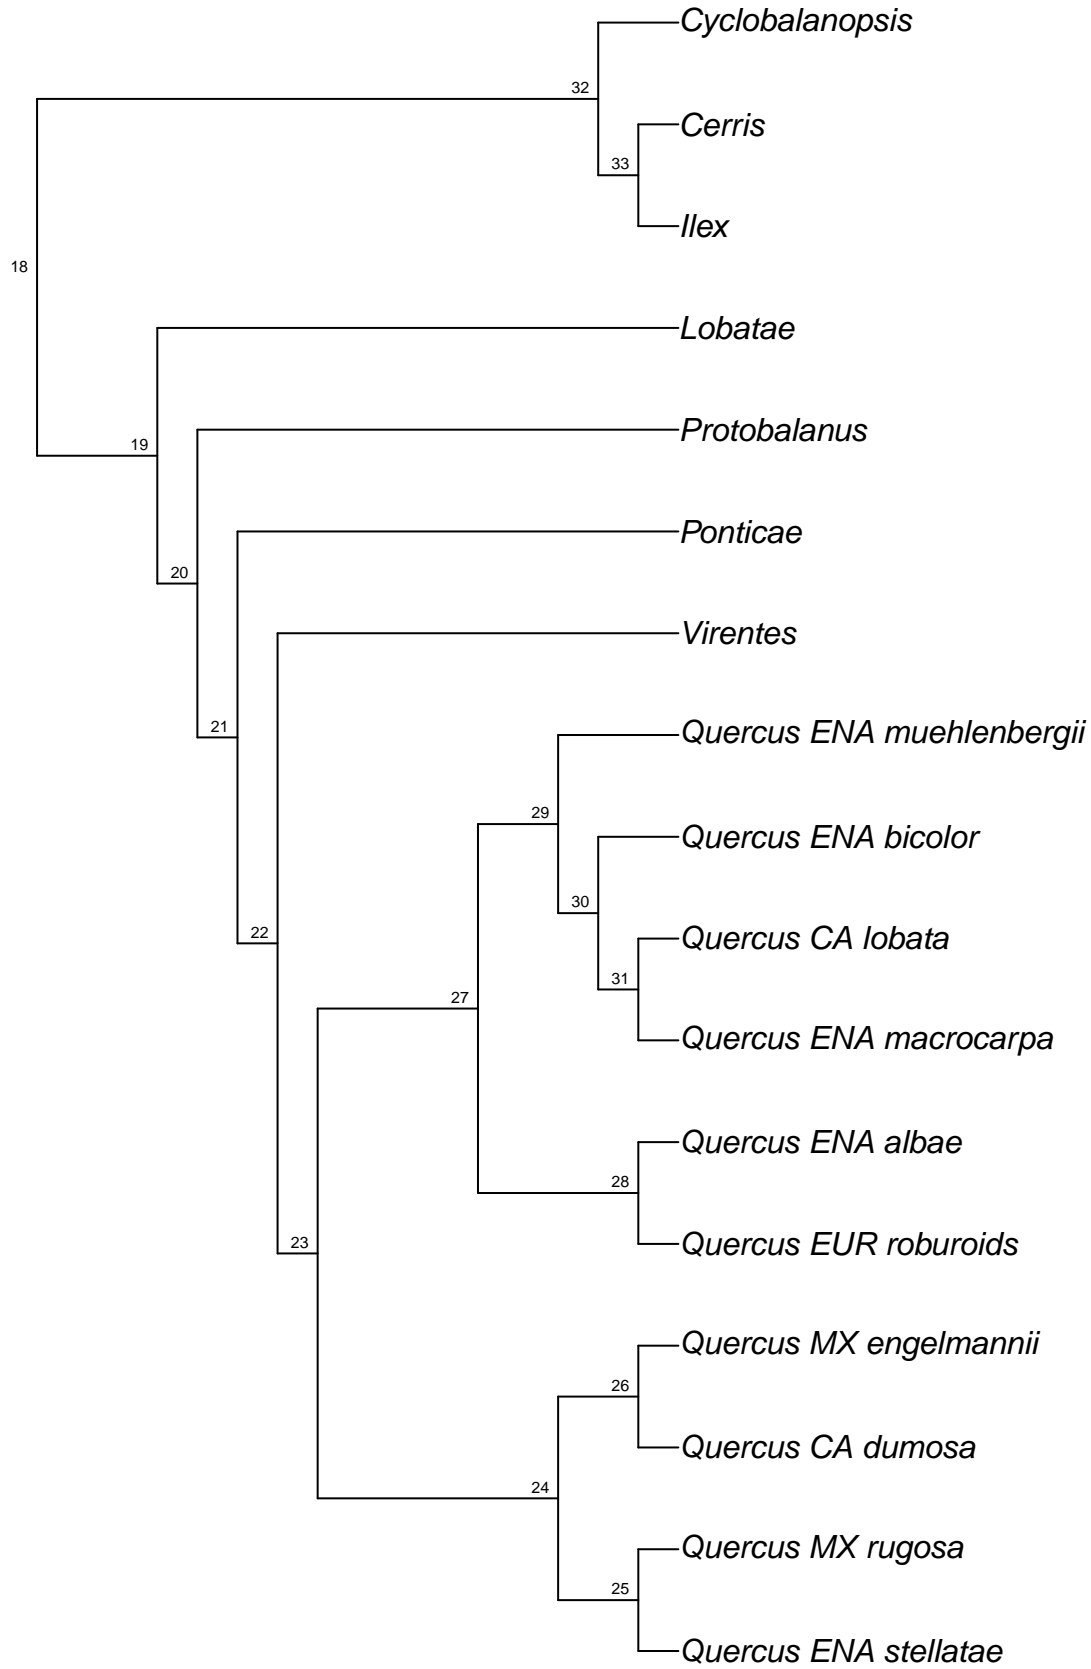 Cyclobalanopsis
32
Cerris
33
Ilex
18
Lobatae
Protobalanus
19
Ponticae
20
Virentes
21
Quercus ENA muehlenbergii
29
Quercus ENA bicolor
30
22
Quercus CA lobata
31
27
Quercus ENA macrocarpa
Quercus ENA albae
28
23
Quercus EUR roburoids
Quercus MX engelmannii
26
Quercus CA dumosa
24
Quercus MX rugosa
25
Quercus ENA stellatae